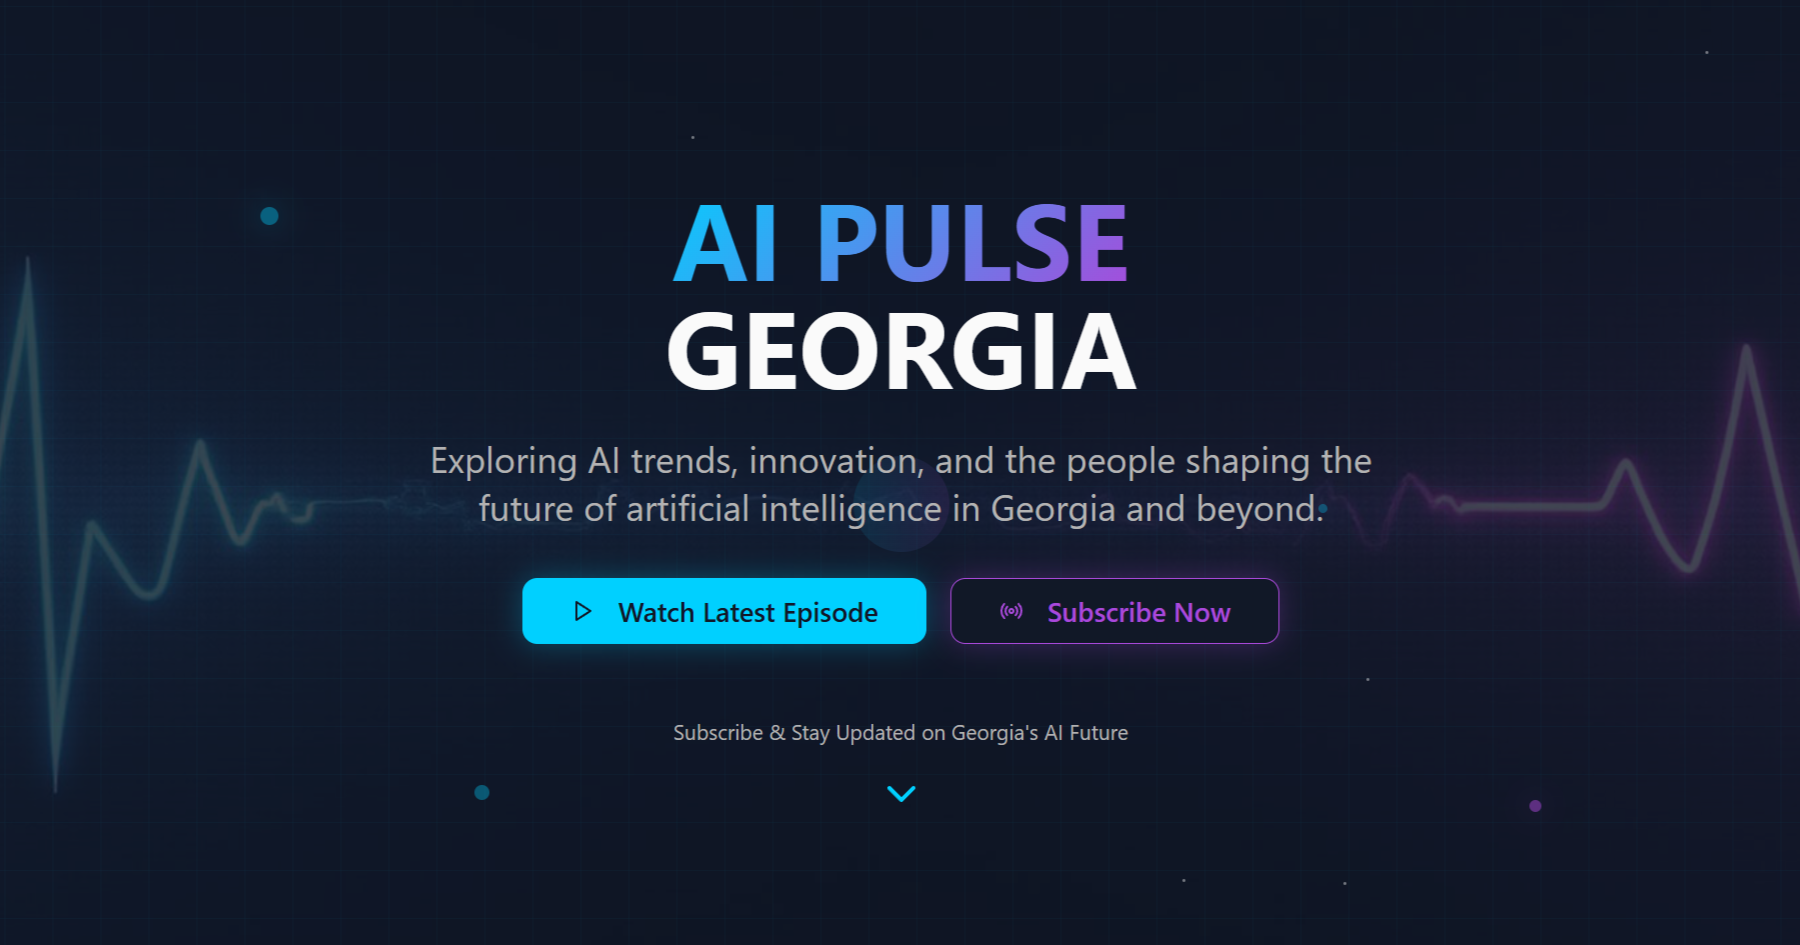 AI PULSE
GEORGIA
Exploring AI trends, innovation, and the people shaping the
future of artificial intelligence in Georgia and beyond.
Watch Latest Episode
Subscribe Now
Subscribe & Stay Updated on Georgia's AI Future